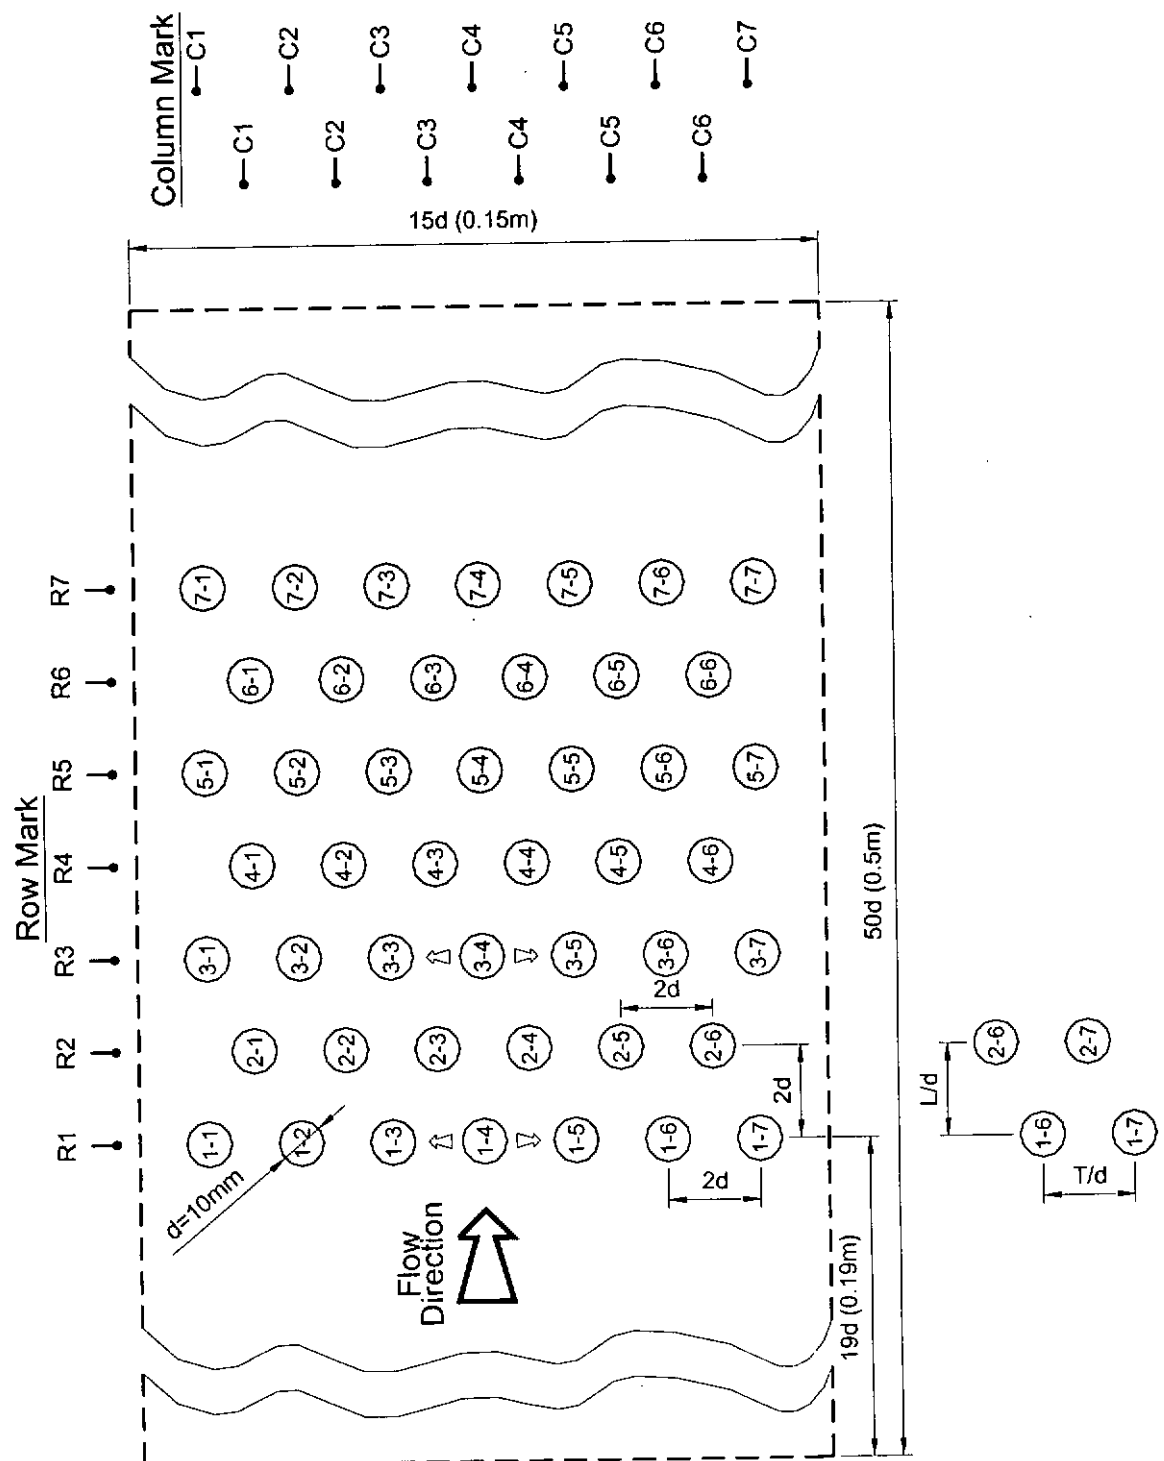 Column Mark
C1
C2
C3
C4
C5
C6
C7
C1
C2
C3
C4
C5
C6
15d (0.15m)
Row Mark
R1
R2
R3
R4
R5
R6
R7
7-1
7-2
7-3
7-4
7-5
7-6
7-7
6-1
6-2
6-3
6-4
6-5
6-6
5-1
5-2
5-3
5-4
5-5
5-6
5-7
4-1
4-2
4-3
4-4
4-5
4-6
3-1
3-2
3-3
3-4
3-5
3-6
3-7
2-1
2-2
2-3
2-4
2-5
2-6
2d
1-1
1-2
1-3
1-4
1-5
1-6
1-7
2d
2d
d=10mm
Flow
Direction
19d (0.19m)
50d (0.5m)
2-6
2-7
L/d
1-6
1-7
T/d